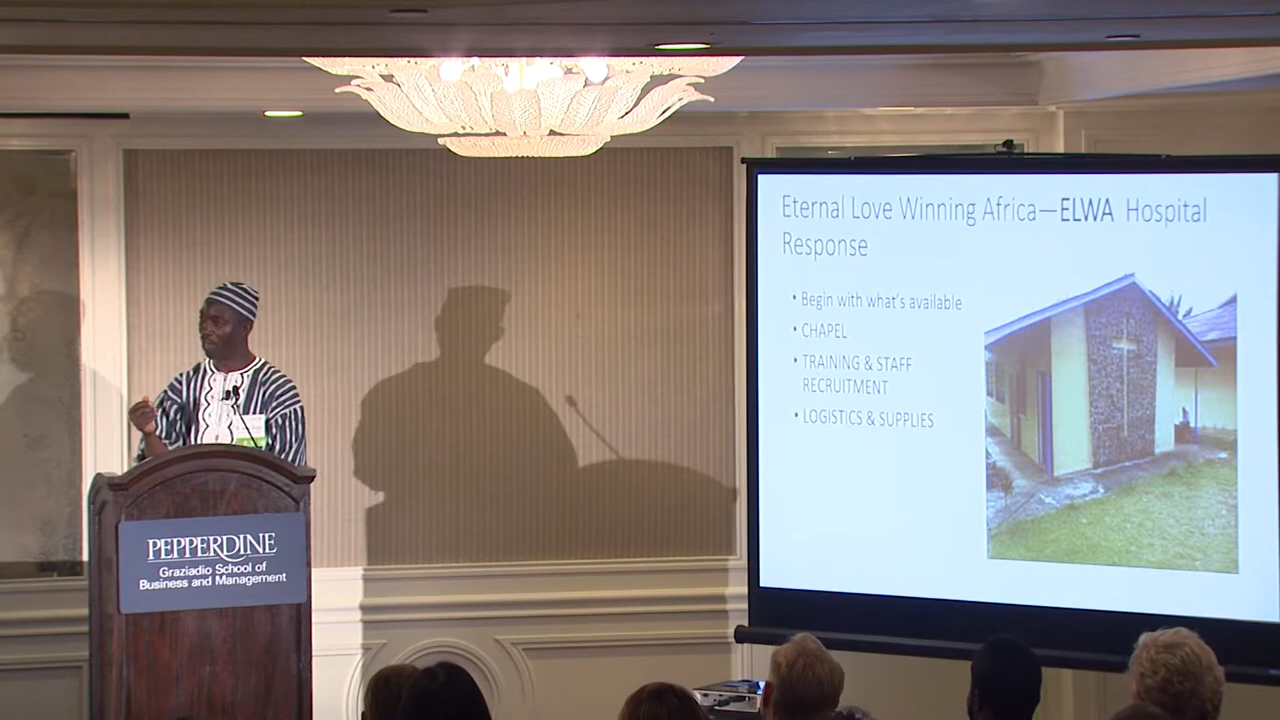 Eternal Love Winning Africa—ELWA Hospital
Response
• Begin with what's available
• CHAPEL
• TRAINING & STAFF
RECRUITMENT
• LOGISTICS & SUPPLIES
PEPPERDINE
Graziadio School of
Business and Management